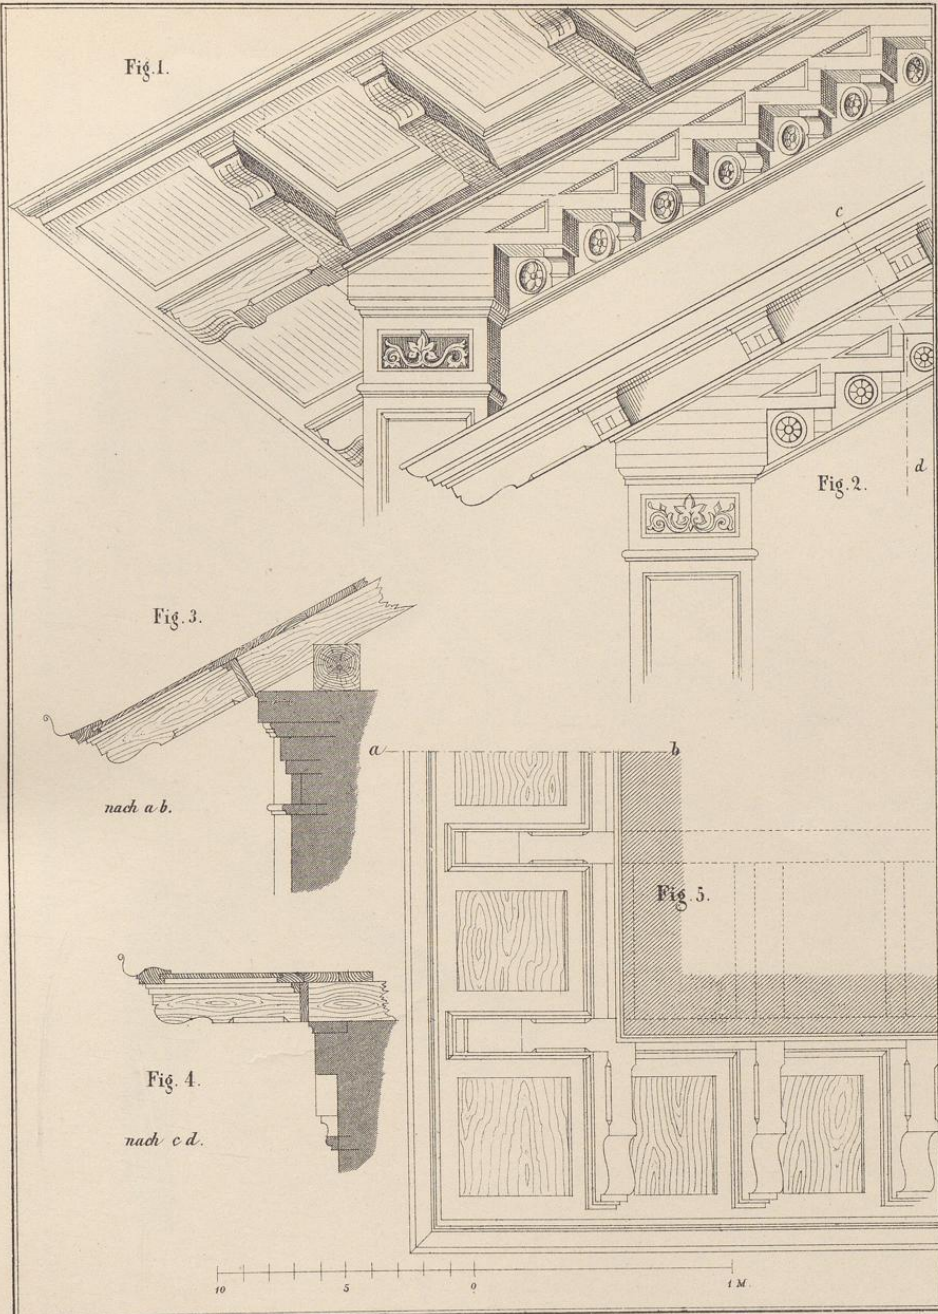 Fig. 1.
c
d
Fig. 2.
Fig. 3.
nach a b.
a
b
Fig. 5.
Fig. 4.
nach c d.
10
5
0
1 M.